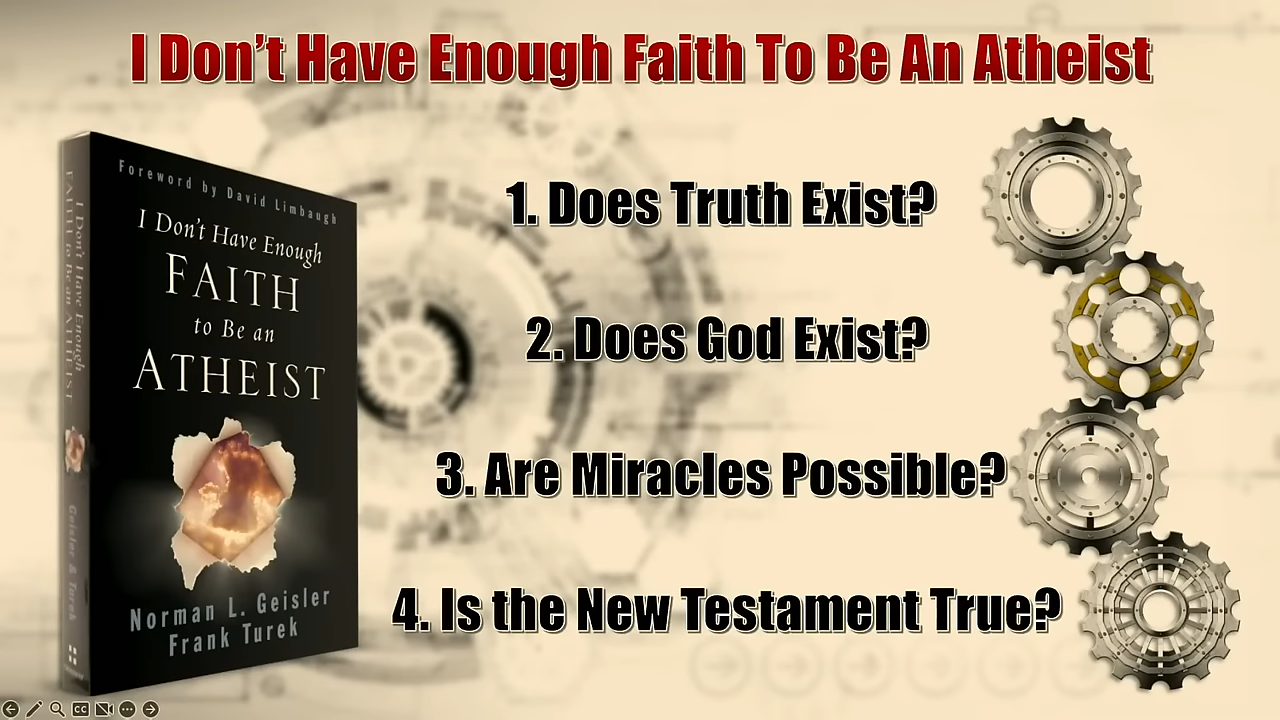 I Don't Have Enough Faith To Be An Atheist
Foreword by David Limbaugh
I Don't Have Enough
FAITH
to Be an
ATHEIST
Norman L. Geisler
Frank Turek
I Don't Have Enough
FAITH to Be an ATHEIST
Geisler & Turek
1. Does Truth Exist?
2. Does God Exist?
3. Are Miracles Possible?
4. Is the New Testament True?
CC